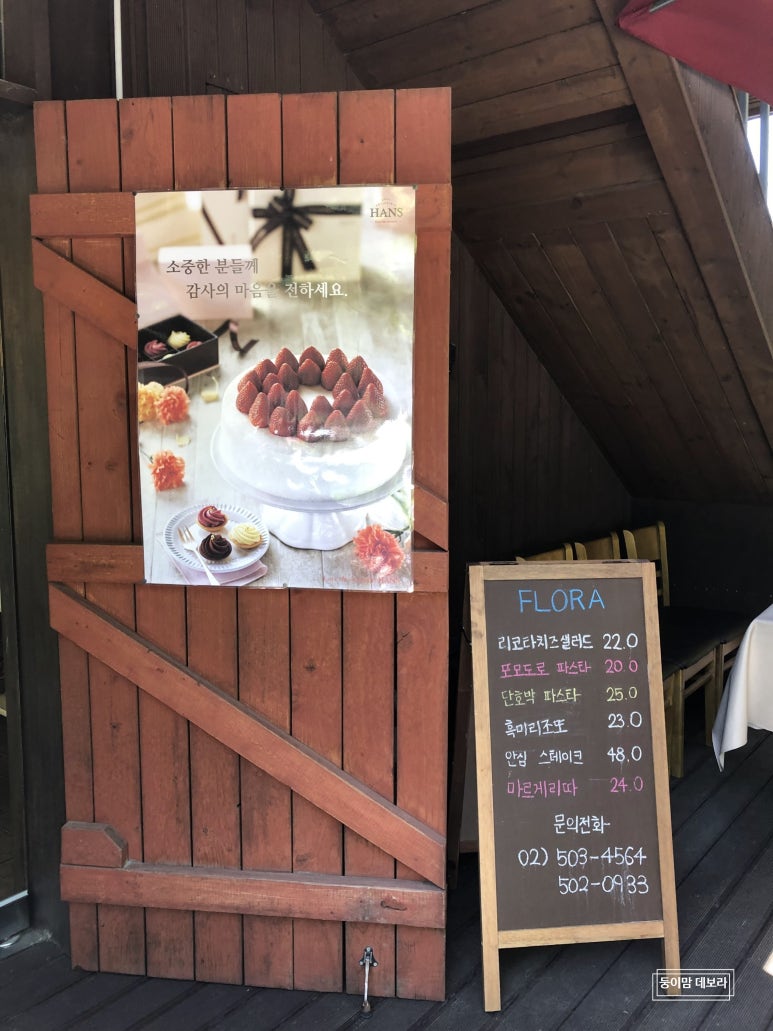 HANS
소중한 분들께
감사의 마음을 전하세요.
FLORA
리코타치즈샐러드 22.0
뽀모도로 파스타 20.0
단호박 파스타 25.0
흑미리조또 23.0
안심 스테이크 48.0
마르게리따 24.0
문의전화
02) 503-4564
502-0933
둥이맘 데보라